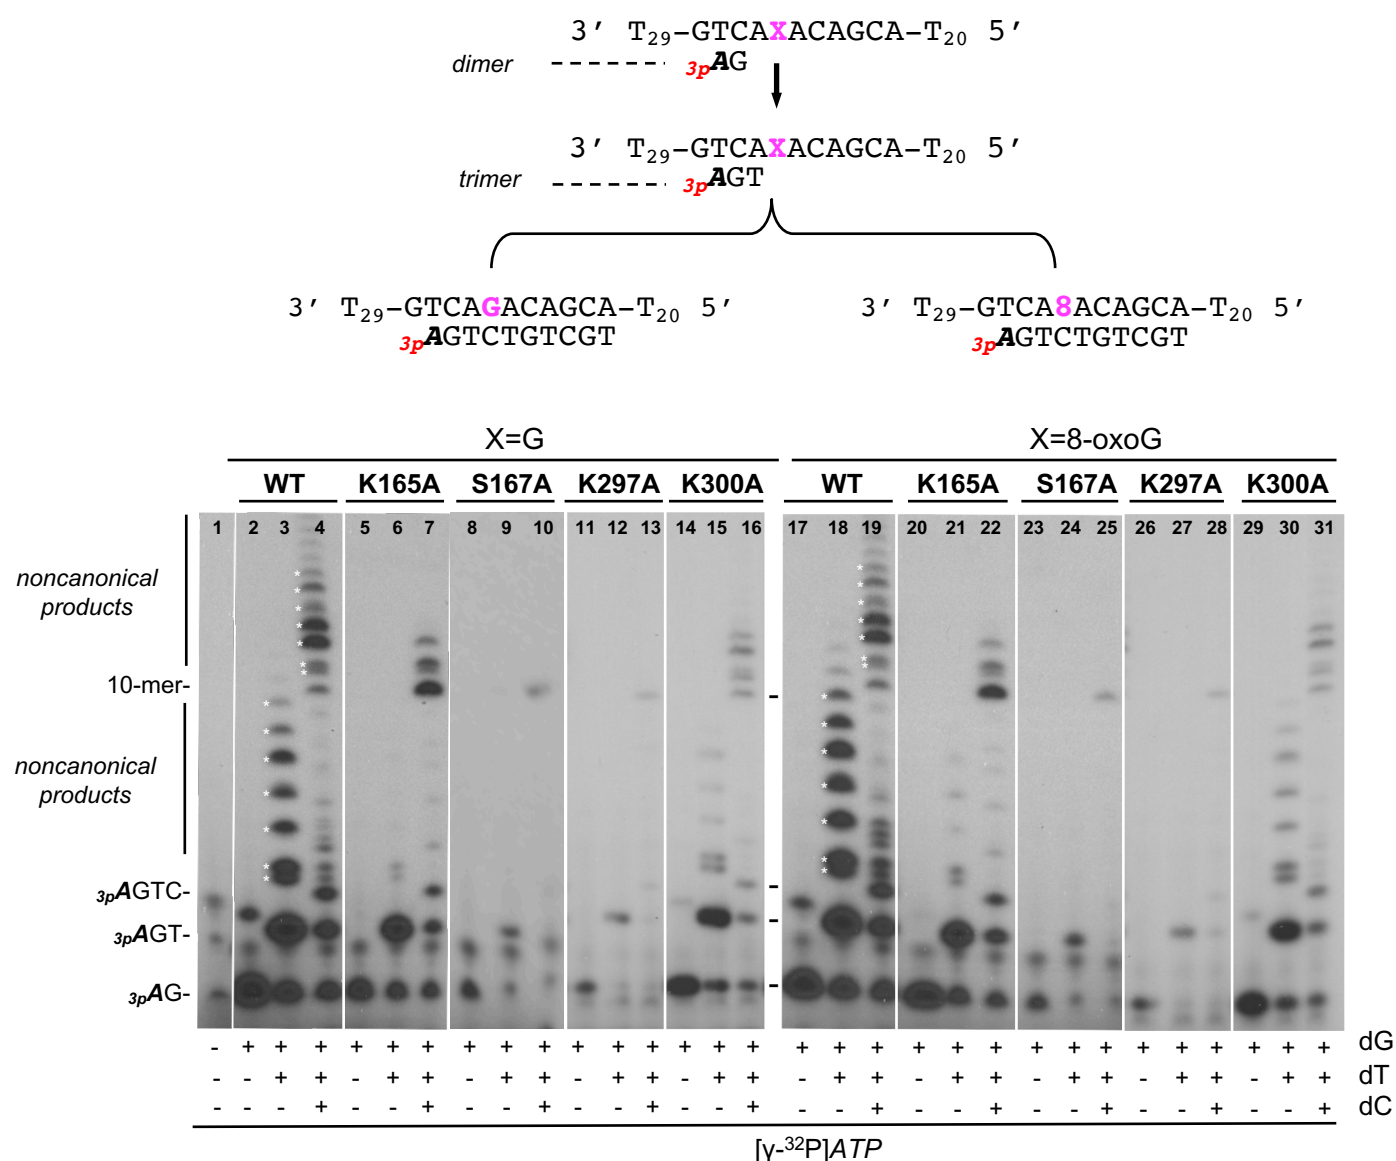 3′ T29–GTCAXACAGCA–T20 5′
dimer 3pAG
3′ T29–GTCAXACAGCA–T20 5′
trimer 3pAGT
3′ T29–GTCAGACAGCA–T20 5′ 3′ T29–GTCA8ACAGCA–T20 5′
3pAGTCTGTCGT 3pAGTCTGTCGT
X=G X=8-oxoG
WT K165A S167A K297A K300A WT K165A S167A K297A K300A
1 2 3 4 5 6 7 8 9 10 11 12 13 14 15 16 17 18 19 20 21 22 23 24 25 26 27 28 29 30 31
noncanonical
products
10-mer-
noncanonical
products
3pAGTC-
3pAGT-
3pAG-
- + + + + + + + + + + + + + + + + + + + + + + + + + + + + + + dG
- - + + - + + - + + - + + - + + - + + - + + - + + - + + - + + dT
- - - + - - + - - + - - + - - + - - + - - + - - + - - + - - + dC
[γ-32P]ATP